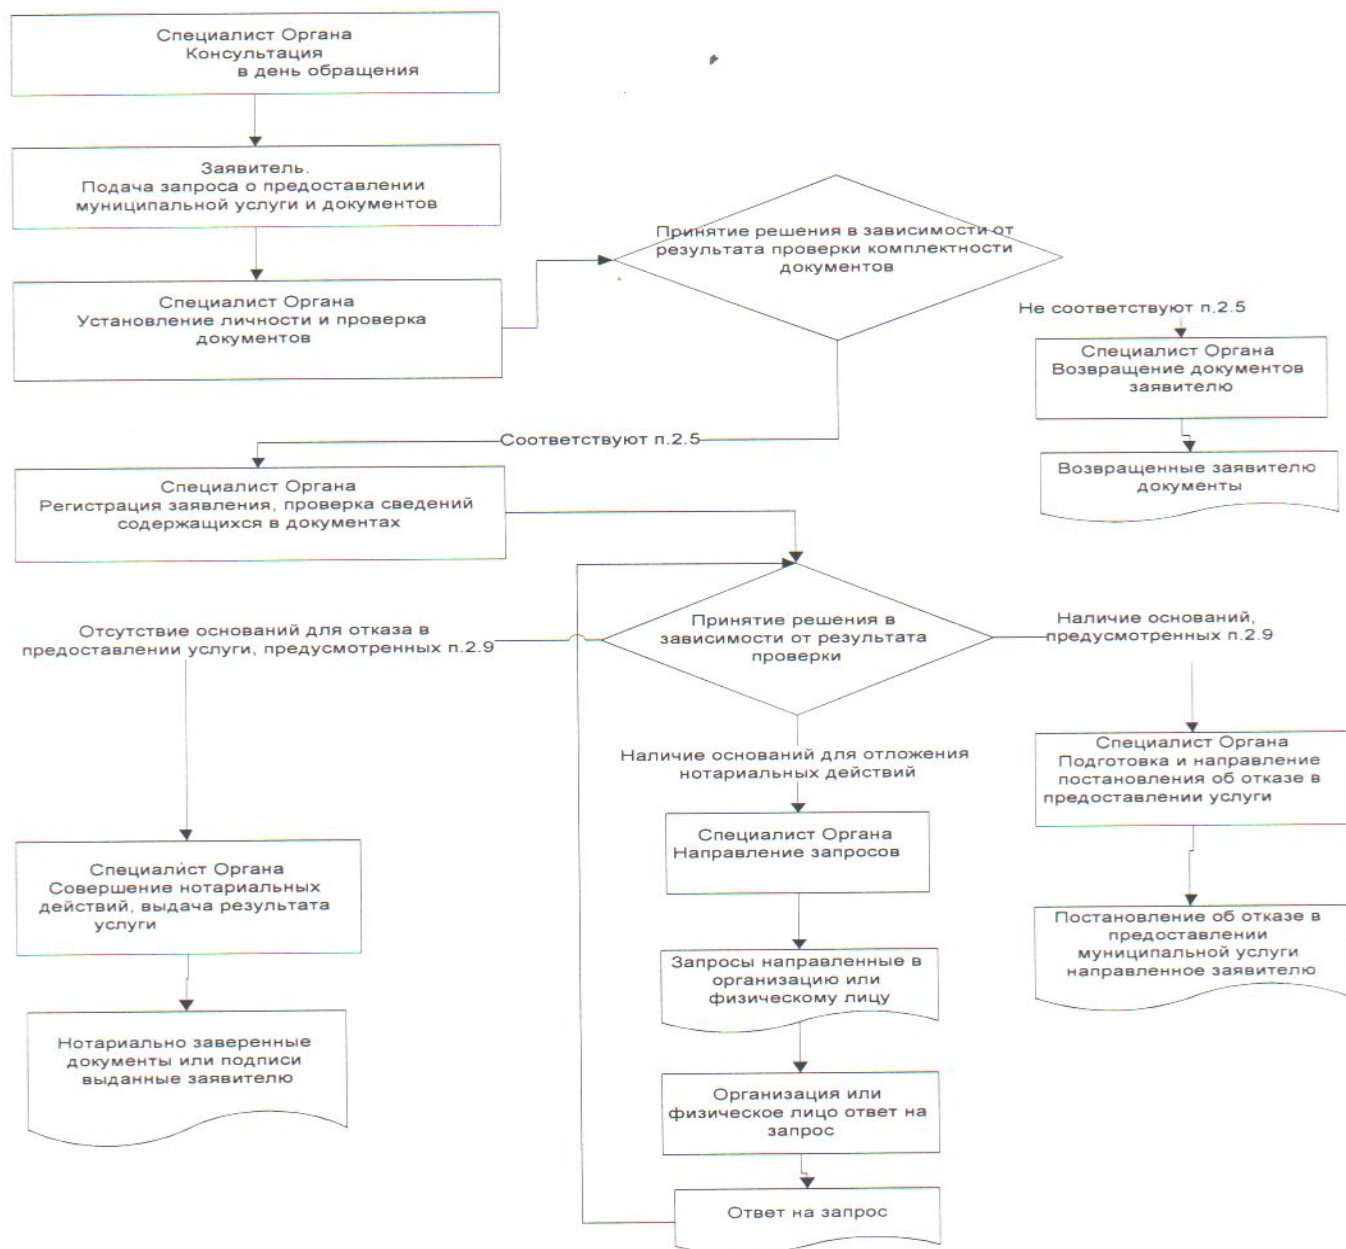 Специалист Органа
Консультация
в день обращения
Заявитель.
Подача запроса о предоставлении
муниципальной услуги и документов
Специалист Органа
Установление личности и проверка
документов
Принятие решения в зависимости от
результата проверки комплектности
документов
Не соответствуют п.2.5
Специалист Органа
Возвращение документов
заявителю
Возвращенные заявителю
документы
Соответствуют п.2.5
Специалист Органа
Регистрация заявления, проверка сведений
содержащихся в документах
Принятие решения в
зависимости от результата
проверки
Отсутствие оснований для отказа в
предоставлении услуги, предусмотренных п.2.9
Наличие оснований,
предусмотренных п.2.9
Наличие оснований для отложения
нотариальных действий
Специалист Органа
Подготовка и направление
постановления об отказе в
предоставлении услуги
Специалист Органа
Направление запросов
Специалист Органа
Совершение нотариальных
действий, выдача результата
услуги
Постановление об отказе в
предоставлении
муниципальной услуги
направленное заявителю
Запросы направленные в
организацию или
физическому лицу
Нотариально заверенные
документы или подписи
выданные заявителю
Организация или
физическое лицо ответ на
запрос
Ответ на запрос